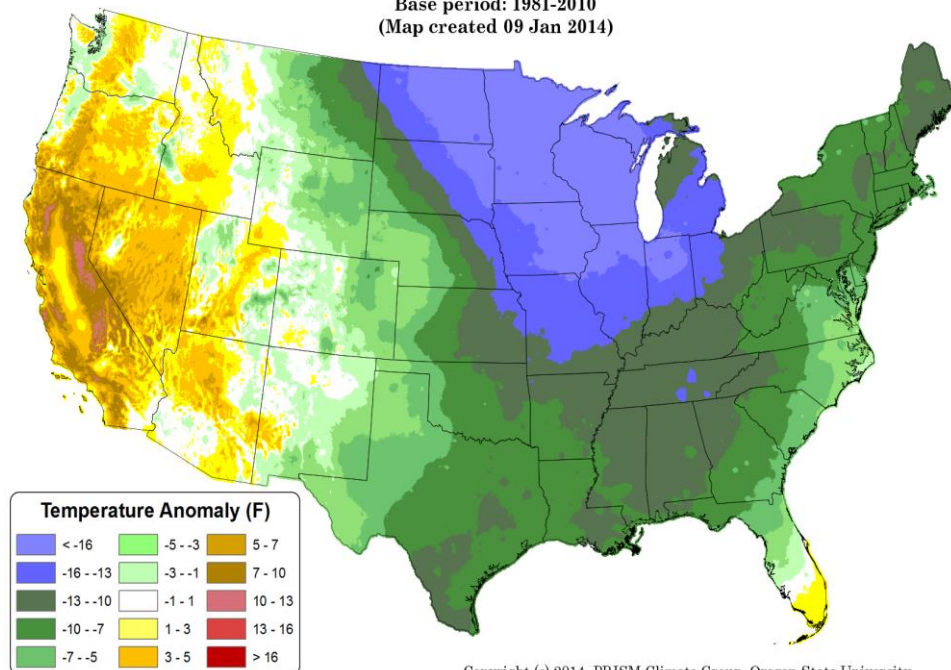 Base period: 1981-2010
(Map created 09 Jan 2014)
Temperature Anomaly (F)
< -16
-16 - -13
-13 - -10
-10 - -7
-7 - -5
-5 - -3
-3 - -1
-1 - 1
1 - 3
3 - 5
5 - 7
7 - 10
10 - 13
13 - 16
> 16
Copyright (c) 2014, PRISM Climate Group, Oregon State University